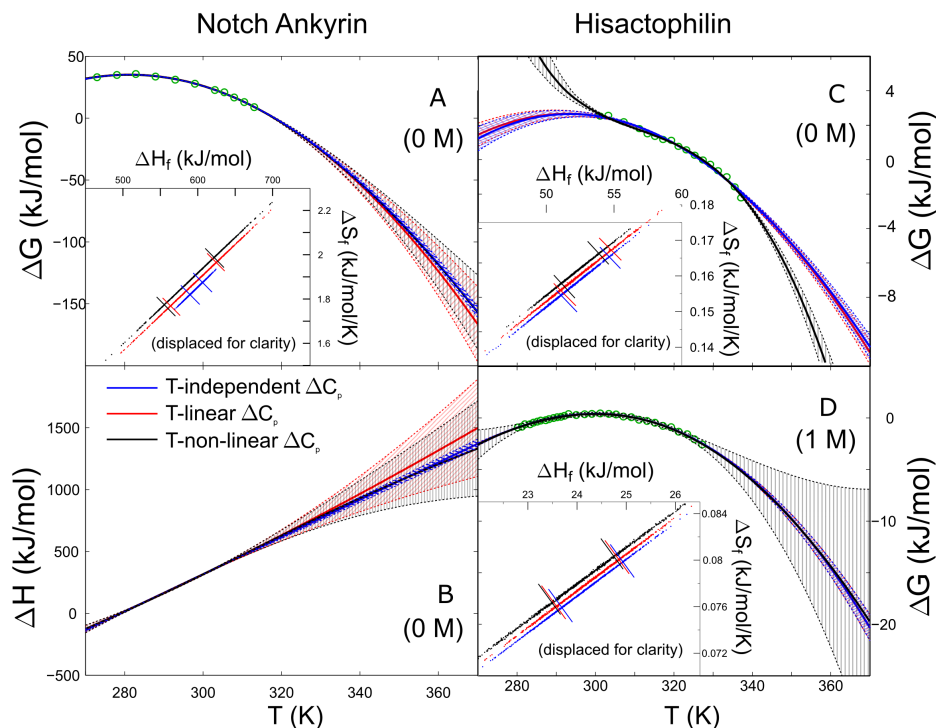 Notch Ankyrin
Hisactophilin
ΔG (kJ/mol)
50
0
-50
-100
-150
A
(0 M)
ΔH_f (kJ/mol)
500
600
700
2.2
2
1.8
1.6
ΔS_f (kJ/mol/K)
(displaced for clarity)
C
(0 M)
4
0
-4
-8
ΔG (kJ/mol)
ΔH_f (kJ/mol)
50
55
60
0.18
0.17
0.16
0.15
0.14
ΔS_f (kJ/mol/K)
(displaced for clarity)
ΔH (kJ/mol)
1500
1000
500
0
-500
T-independent ΔC_p
T-linear ΔC_p
T-non-linear ΔC_p
B
(0 M)
280
300
320
340
360
T (K)
D
(1 M)
0
-10
-20
ΔG (kJ/mol)
ΔH_f (kJ/mol)
23
24
25
26
0.084
0.08
0.076
0.072
ΔS_f (kJ/mol/K)
(displaced for clarity)
280
300
320
340
360
T (K)